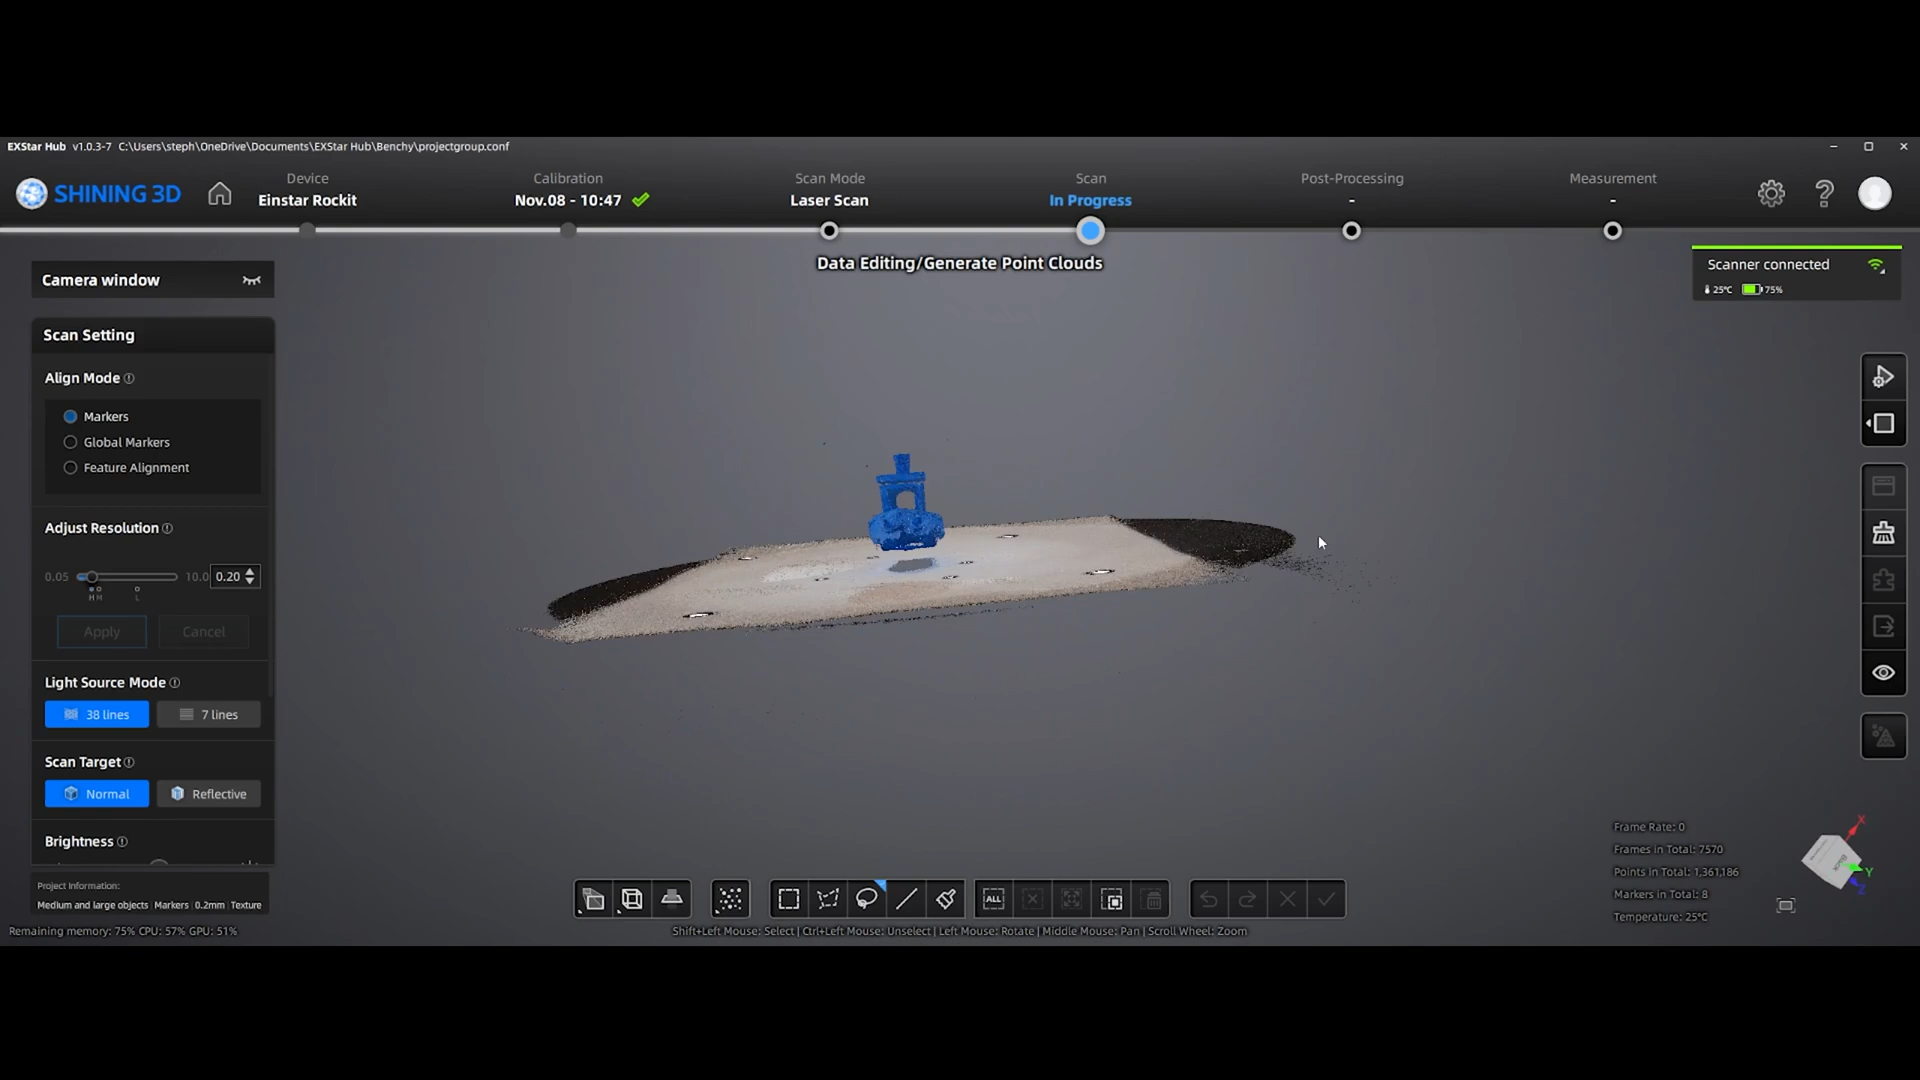 EXStar Hub v1.0.3-7 C:\Users\steph\OneDrive\Documents\EXStar Hub\Benchy\projectgroup.conf
SHINING 3D
Device
Einstar Rockit
Calibration
Nov.08 - 10:47
Scan Mode
Laser Scan
Scan
In Progress
Post-Processing
-
Measurement
-
Data Editing/Generate Point Clouds
Scanner connected
25℃ 75%
Camera window
Scan Setting
Align Mode
Markers
Global Markers
Feature Alignment
Adjust Resolution
0.05 10.0 0.20
H M L
Apply Cancel
Light Source Mode
38 lines 7 lines
Scan Target
Normal Reflective
Brightness
Project Information:
Medium and large objects | Markers | 0.2mm | Texture
Remaining memory: 75% CPU: 57% GPU: 51%
ALL
Shift+Left Mouse: Select | Ctrl+Left Mouse: Unselect | Left Mouse: Rotate | Middle Mouse: Pan | Scroll Wheel: Zoom
Frame Rate: 0
Frames in Total: 7570
Points in Total: 1,361,186
Markers in Total: 8
Temperature: 25℃
X
Y
Z